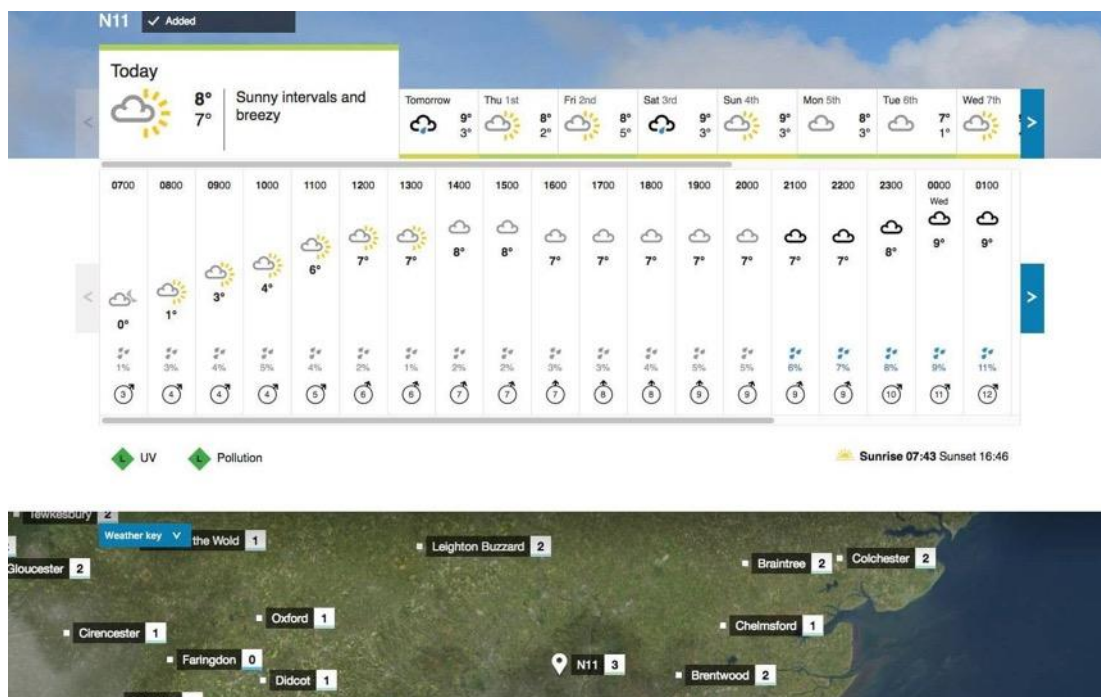 N11 ✓ Added
Today
8°
7°
Sunny intervals and
breezy
Tomorrow Thu 1st Fri 2nd Sat 3rd Sun 4th Mon 5th Tue 6th Wed 7th
9° 8° 8° 9° 9° 8° 7°
3° 2° 5° 3° 3° 3° 1°
0700 0800 0900 1000 1100 1200 1300 1400 1500 1600 1700 1800 1900 2000 2100 2200 2300 0000 0100
Wed
0° 1° 3° 4° 6° 7° 7° 8° 8° 7° 7° 7° 7° 7° 7° 7° 8° 9° 9°
1% 3% 4% 5% 4% 2% 1% 2% 2% 3% 3% 4% 5% 5% 6% 7% 8% 9% 11%
3 4 4 4 5 6 6 7 7 7 8 8 9 9 9 9 10 11 12
L UV L Pollution Sunrise 07:43 Sunset 16:46
Tewkesbury 2
Weather key the Wold 1 Leighton Buzzard 2
Gloucester 2 Braintree 2 Colchester 2
Cirencester 1 Oxford 1 Chelmsford 1
Faringdon 0 N11 3
Didcot 1 Brentwood 2